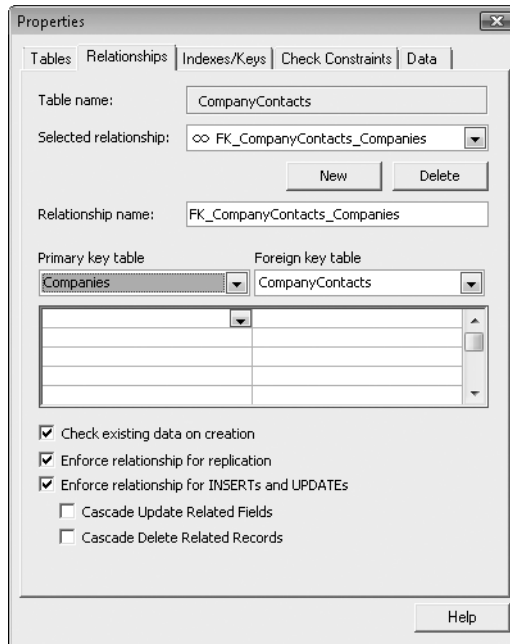 Properties
Tables Relationships Indexes/Keys Check Constraints Data
Table name: CompanyContacts
Selected relationship: FK_CompanyContacts_Companies
New Delete
Relationship name: FK_CompanyContacts_Companies
Primary key table Foreign key table
Companies CompanyContacts
Check existing data on creation
Enforce relationship for replication
Enforce relationship for INSERTs and UPDATEs
Cascade Update Related Fields
Cascade Delete Related Records
Help